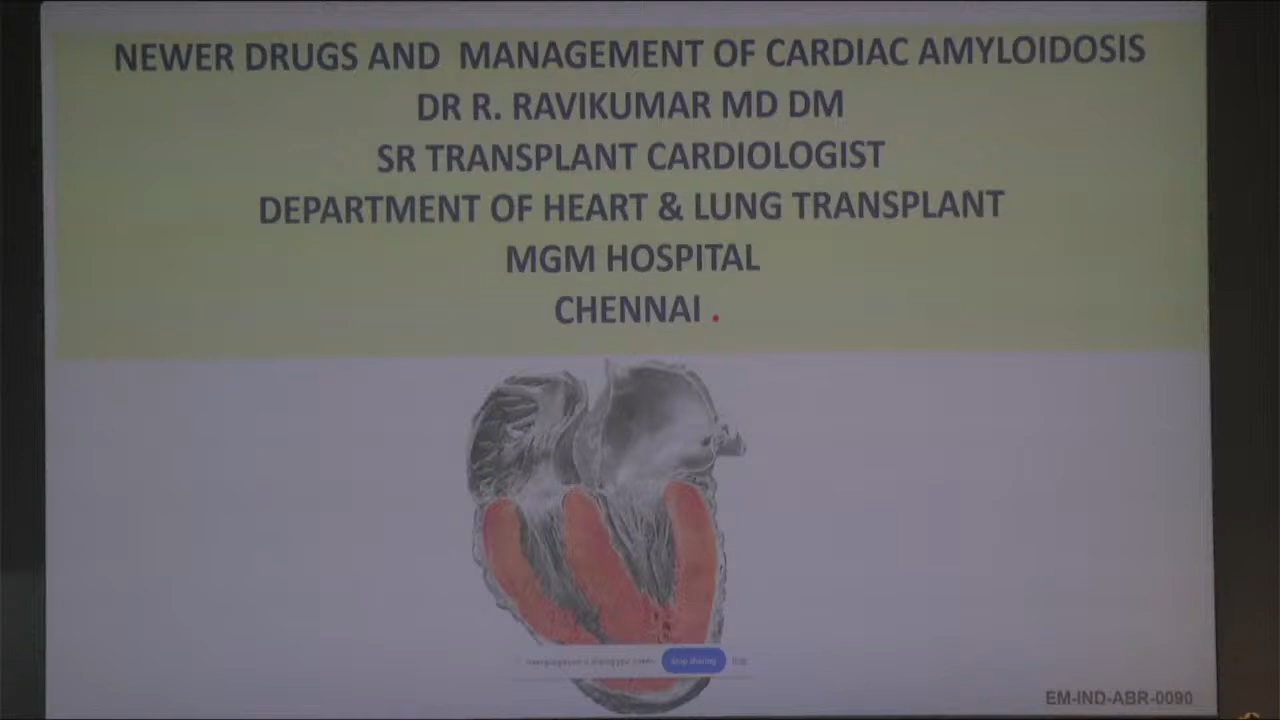 NEWER DRUGS AND MANAGEMENT OF CARDIAC AMYLOIDOSIS
DR R. RAVIKUMAR MD DM
SR TRANSPLANT CARDIOLOGIST
DEPARTMENT OF HEART & LUNG TRANSPLANT
MGM HOSPITAL
CHENNAI .
Stop sharing
Hide
EM-IND-ABR-0090